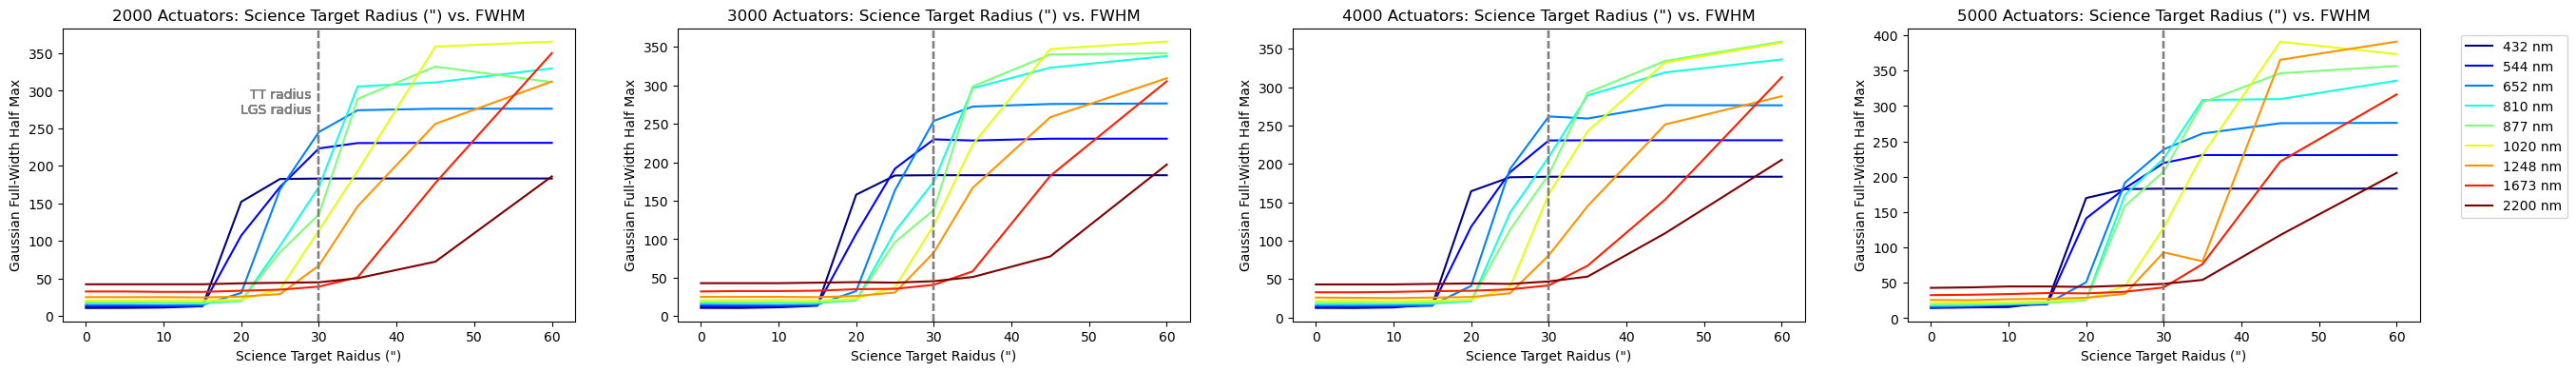 2000 Actuators: Science Target Radius (") vs. FWHM
Gaussian Full-Width Half Max
350
300
250
200
150
100
50
0
TT radius
LGS radius
0 10 20 30 40 50 60
Science Target Raidus (")
3000 Actuators: Science Target Radius (") vs. FWHM
Gaussian Full-Width Half Max
350
300
250
200
150
100
50
0
0 10 20 30 40 50 60
Science Target Raidus (")
4000 Actuators: Science Target Radius (") vs. FWHM
Gaussian Full-Width Half Max
350
300
250
200
150
100
50
0
0 10 20 30 40 50 60
Science Target Raidus (")
5000 Actuators: Science Target Radius (") vs. FWHM
Gaussian Full-Width Half Max
400
350
300
250
200
150
100
50
0
0 10 20 30 40 50 60
Science Target Raidus (")
432 nm
544 nm
652 nm
810 nm
877 nm
1020 nm
1248 nm
1673 nm
2200 nm